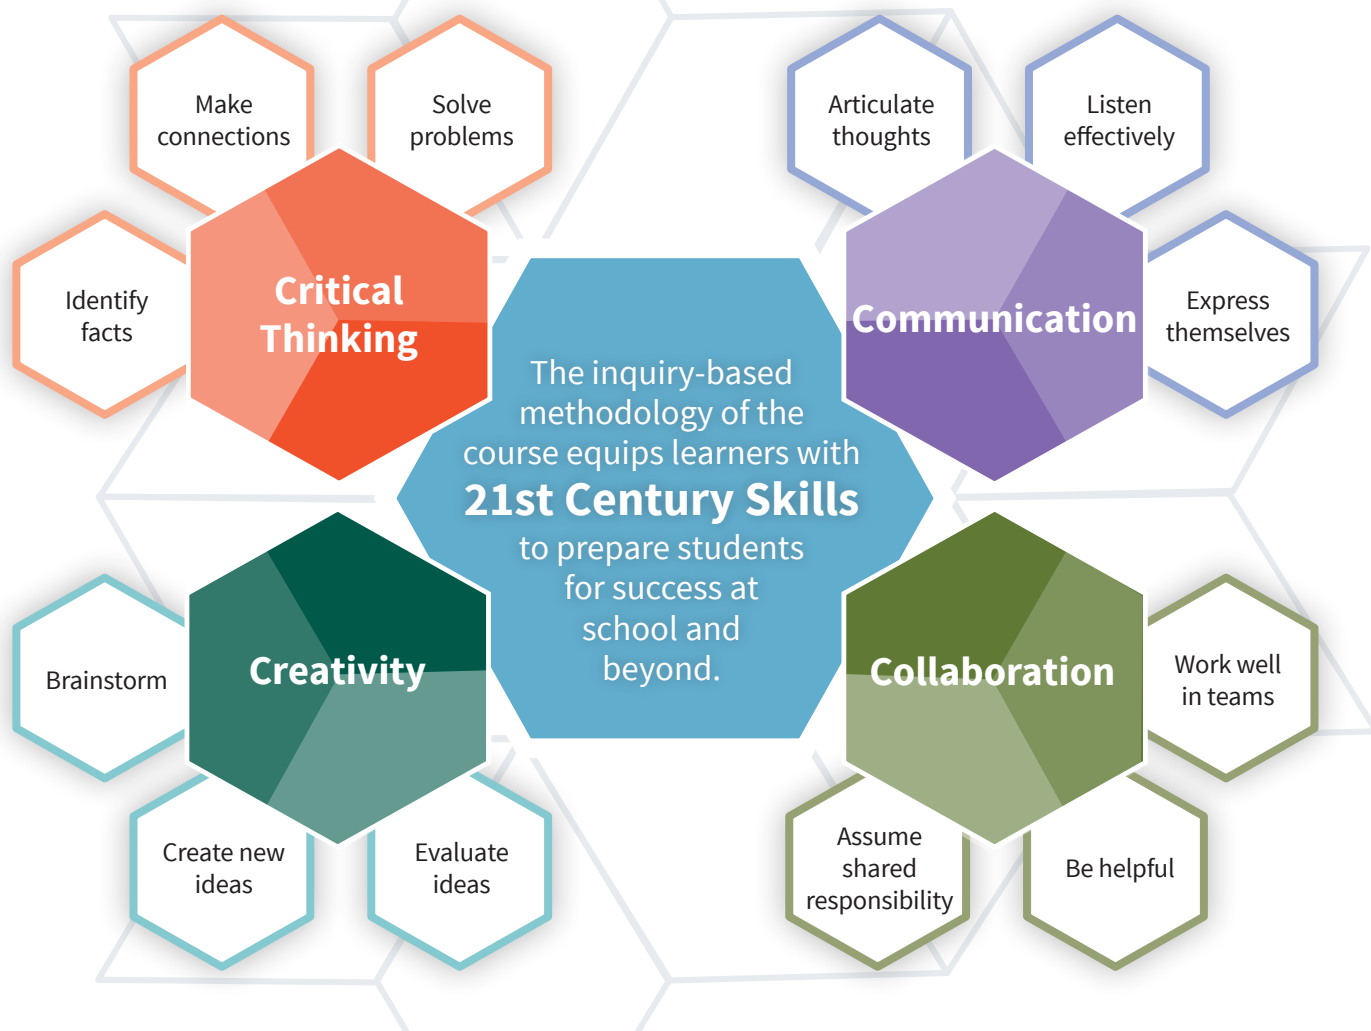 Make
connections
Solve
problems
Identify
facts
Critical
Thinking
Articulate
thoughts
Listen
effectively
Express
themselves
Communication
The inquiry-based
methodology of the
course equips learners with
21st Century Skills
to prepare students
for success at
school and
beyond.
Brainstorm
Creativity
Create new
ideas
Evaluate
ideas
Collaboration
Work well
in teams
Assume
shared
responsibility
Be helpful